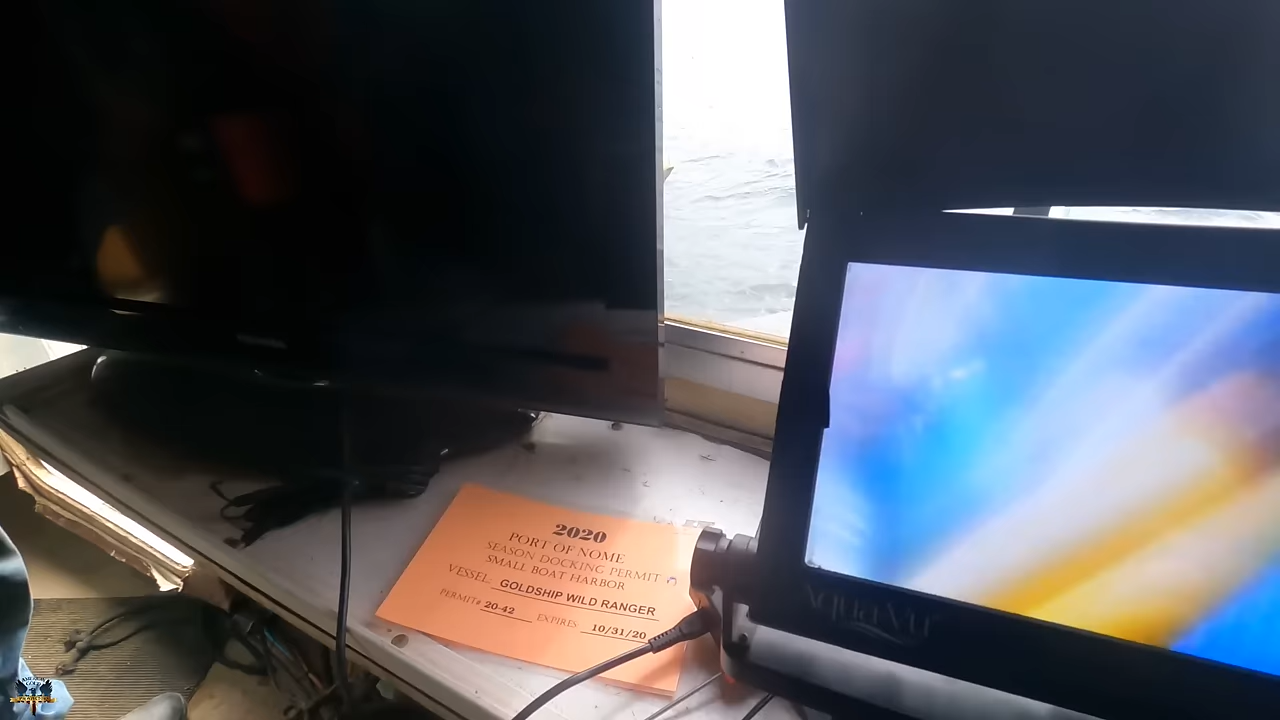 2020
PORT OF NOME
SEASON DOCKING PERMIT
SMALL BOAT HARBOR
VESSEL: GOLDSHIP WILD RANGER
PERMIT# 20-42 EXPIRES: 10/31/20
AquaVu